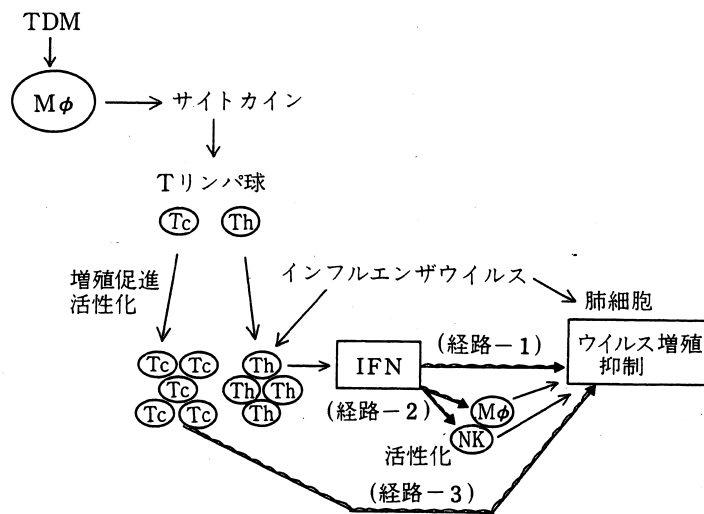 TDM
Mφ
サイトカイン
Tリンパ球
Tc
Th
インフルエンザウイルス
増殖促進
活性化
肺細胞
(経路−1)
ウイルス増殖
抑制
Tc
Tc
Th
IFN
Tc
Th
Th
(経路−2)
Mφ
Tc
Tc
Th
NK
活性化
(経路−3)